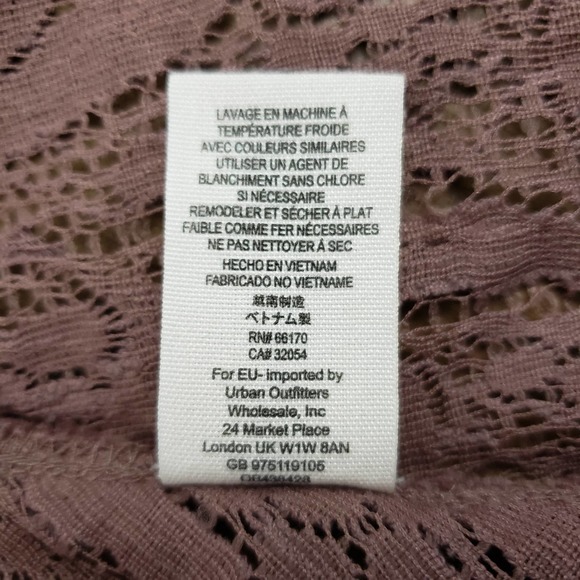 LAVAGE EN MACHINE À
TEMPÉRATURE FROIDE
AVEC COULEURS SIMILAIRES
UTILISER UN AGENT DE
BLANCHIMENT SANS CHLORE
SI NÉCESSAIRE
REMODELER ET SÉCHER À PLAT
FAIBLE COMME FER NÉCESSAIRES
NE PAS NETTOYER À SEC
HECHO EN VIETNAM
FABRICADO NO VIETNAME
越南制造
ベトナム製
RN# 66170
CA# 32054
For EU- imported by
Urban Outfitters
Wholesale, Inc
24 Market Place
London UK W1W 8AN
GB 975119105